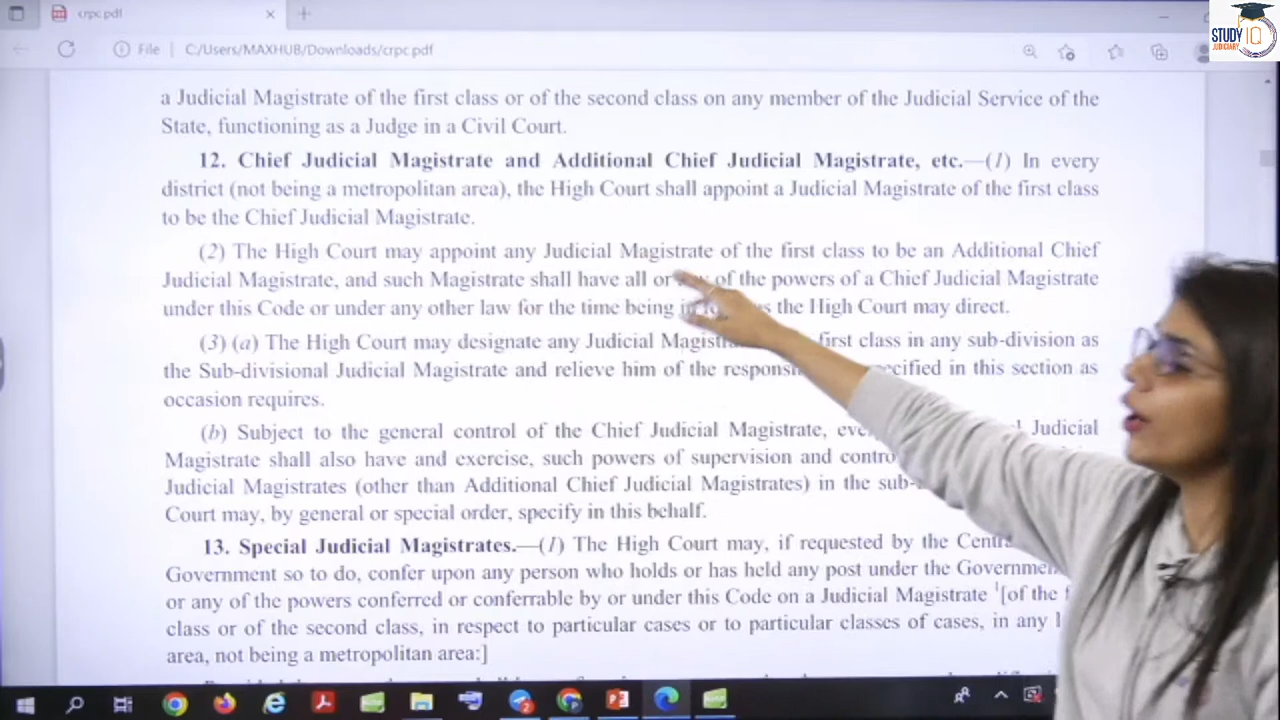 crpc.pdf
File
C:/Users/MAXHUB/Downloads/crpc.pdf
STUDY IQ
JUDICIARY
a Judicial Magistrate of the first class or of the second class on any member of the Judicial Service of the
State, functioning as a Judge in a Civil Court.
12. Chief Judicial Magistrate and Additional Chief Judicial Magistrate, etc.—(1) In every
district (not being a metropolitan area), the High Court shall appoint a Judicial Magistrate of the first class
to be the Chief Judicial Magistrate.
(2) The High Court may appoint any Judicial Magistrate of the first class to be an Additional Chief
Judicial Magistrate, and such Magistrate shall have all or of the powers of a Chief Judicial Magistrate
under this Code or under any other law for the time being the High Court may direct.
(3) (a) The High Court may designate any Judicial first class in any sub-division as
the Sub-divisional Judicial Magistrate and relieve him of the in this section as
occasion requires.
(b) Subject to the general control of the Chief Judicial Magistrate, Judicial
Magistrate shall also have and exercise, such powers of supervision and
Judicial Magistrates (other than Additional Chief Judicial Magistrates) in the
Court may, by general or special order, specify in this behalf.
13. Special Judicial Magistrates.—(1) The High Court may, if requested by the
Government so to do, confer upon any person who holds or has held any post under the
or any of the powers conferred or conferrable by or under this Code on a Judicial Magistrate 1[of the
class or of the second class, in respect to particular cases or to particular classes of cases, in any
area, not being a metropolitan area:]